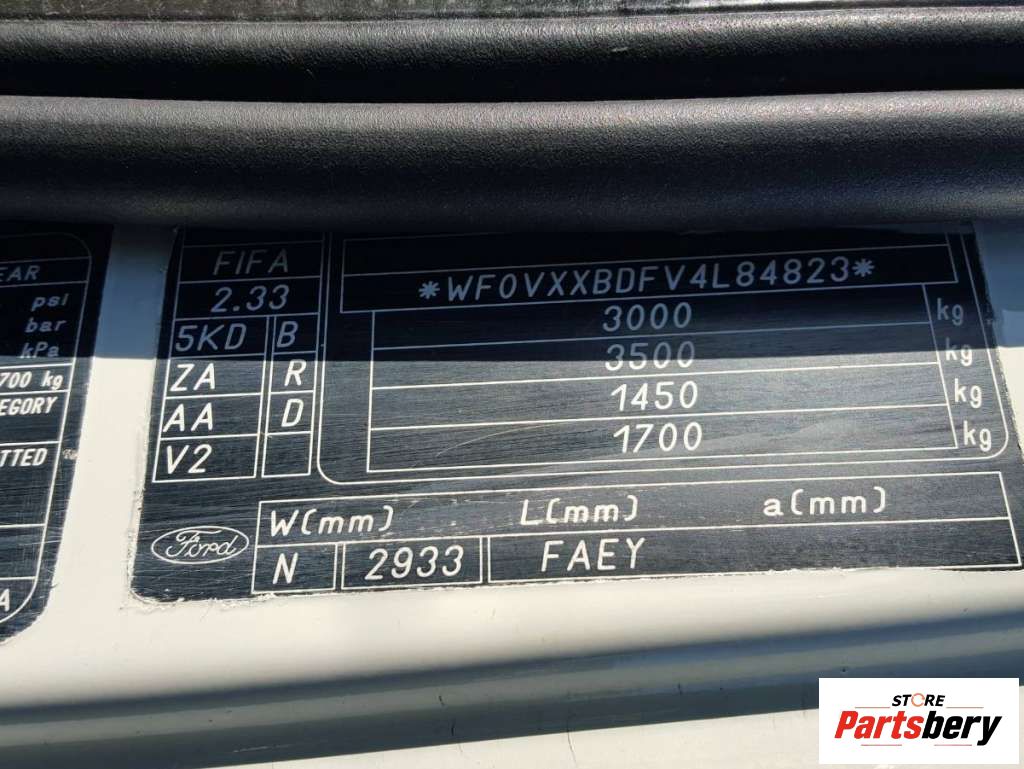 EAR
psi
bar
kPa
700 kg
EGORY
TTED
A
FIFA
2.33
5KD B
ZA R
AA D
V2
*WF0VXXBDFV4L84823*
3000 kg
3500 kg
1450 kg
1700 kg
Ford
W(mm) L(mm) a(mm)
N 2933 FAEY
STORE
Partsbery